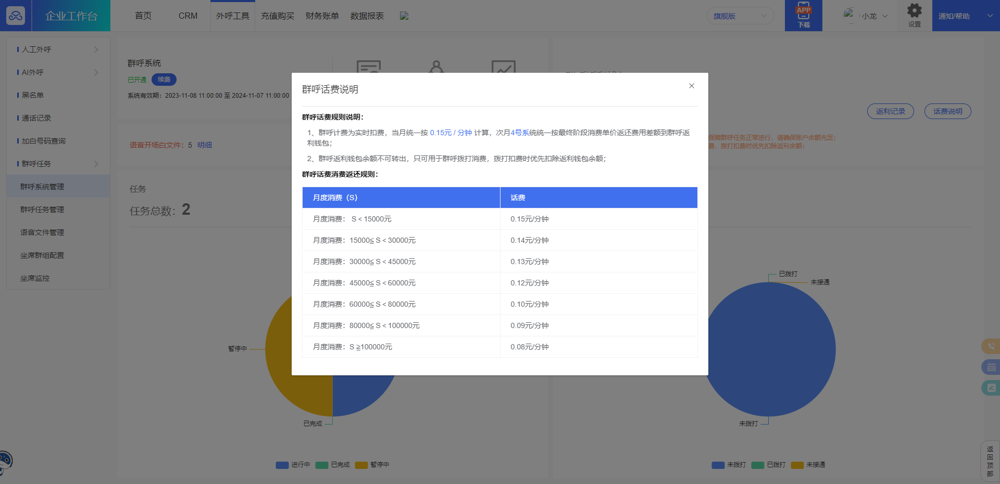 企业工作台
首页
CRM
外呼工具
充值购买
财务账单
数据报表
旗舰版
APP
下载
小龙
设置
通知/帮助
人工外呼
AI外呼
黑名单
通话记录
加白号码查询
群呼任务
群呼系统管理
群呼任务管理
语音文件管理
坐席群组配置
坐席监控
群呼系统
已开通
续费
系统有效期：2023-11-08 11:00:00 至 2024-11-07 11:00:00
语音开场白文件：5 明细
返利记录
话费说明
保障群呼任务正常进行，请确保账户余额充足；
费，拨打扣费时优先扣除返利余额；
任务
任务总数：2
群呼话费说明
群呼话费规则说明：
1、群呼计费为实时扣费，当月统一按 0.15元 / 分钟 计算，次月4号系统统一按最终阶段消费单价返还费用差额到群呼返
利钱包；
2、群呼返利钱包余额不可转出，只可用于群呼拨打消费，拨打扣费时优先扣除返利钱包余额；
群呼话费消费返还规则：
月度消费（S） 话费
月度消费： S < 15000元 0.15元/分钟
月度消费：15000≦ S < 30000元 0.14元/分钟
月度消费：30000≦ S < 45000元 0.13元/分钟
月度消费：45000≦ S < 60000元 0.12元/分钟
月度消费：60000≦ S < 80000元 0.10元/分钟
月度消费：80000≦ S < 100000元 0.09元/分钟
月度消费：S ≧100000元 0.08元/分钟
暂停中
已完成
进行中
已完成
暂停中
已拨打
未接通
未拨打
未拨打
已拨打
未接通
返
回
顶
部